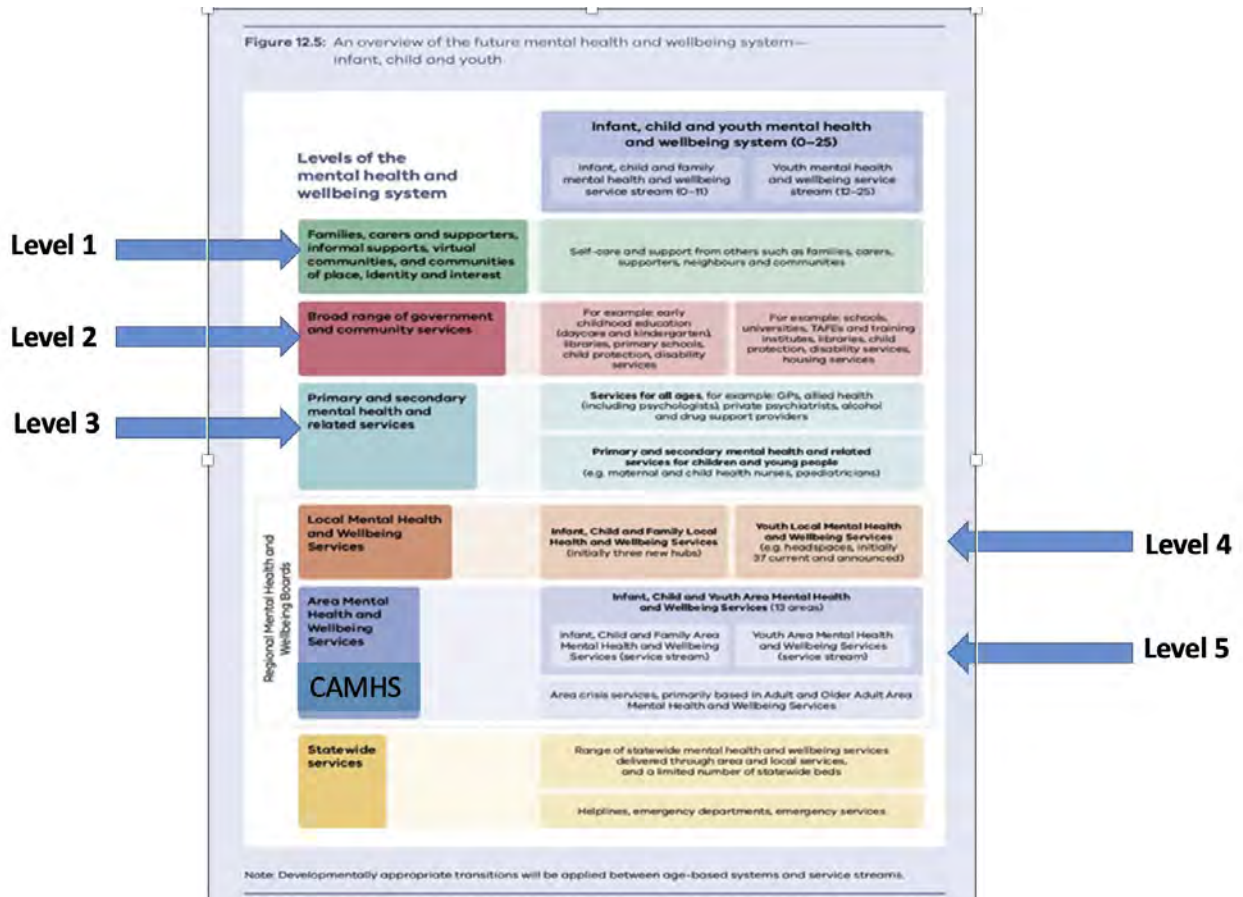 Figure 12.5: An overview of the future mental health and wellbeing system—
infant, child and youth
Levels of the
mental health and
wellbeing system
Infant, child and youth mental health
and wellbeing system (0–25)
Infant, child and family
mental health and wellbeing
service stream (0–11)
Youth mental health
and wellbeing service
stream (12–25)
Level 1
Families, carers and supporters,
informal supports, virtual
communities, and communities
of place, identity and interest
Self-care and support from others such as families, carers,
supporters, neighbours and communities
Level 2
Broad range of government
and community services
For example: early
childhood education
(daycare and kindergarten),
libraries, primary schools,
child protection, disability
services
For example: schools,
universities, TAFEs and training
institutes, libraries, child
protection, disability services,
housing services
Level 3
Primary and secondary
mental health and
related services
Services for all ages, for example: GPs, allied health
(including psychologists), private psychiatrists, alcohol
and drug support providers
Primary and secondary mental health and related
services for children and young people
(e.g. maternal and child health nurses, paediatricians)
Regional Mental Health and
Wellbeing Boards
Local Mental Health
and Wellbeing
Services
Infant, Child and Family Local
Health and Wellbeing Services
(initially three new hubs)
Youth Local Mental Health
and Wellbeing Services
(e.g. headspaces, initially
37 current and announced)
Level 4
Area Mental
Health and
Wellbeing
Services
CAMHS
Infant, Child and Youth Area Mental Health
and Wellbeing Services (13 areas)
Infant, Child and Family Area
Mental Health and Wellbeing
Services (service stream)
Youth Area Mental Health
and Wellbeing Services
(service stream)
Level 5
Area crisis services, primarily based in Adult and Older Adult Area
Mental Health and Wellbeing Services
Statewide
services
Range of statewide mental health and wellbeing services
delivered through area and local services,
and a limited number of statewide beds
Helplines, emergency departments, emergency services
Note: Developmentally appropriate transitions will be applied between age-based systems and service streams.